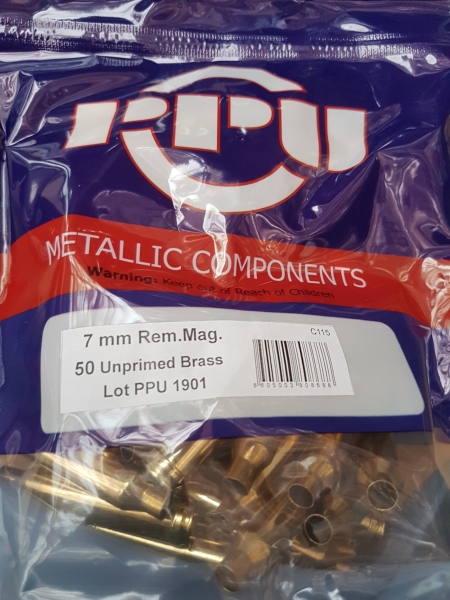 PPU
METALLIC COMPONENTS
Warning: Keep out of Reach of Children
C115
7 mm Rem.Mag.
50 Unprimed Brass
Lot PPU 1901